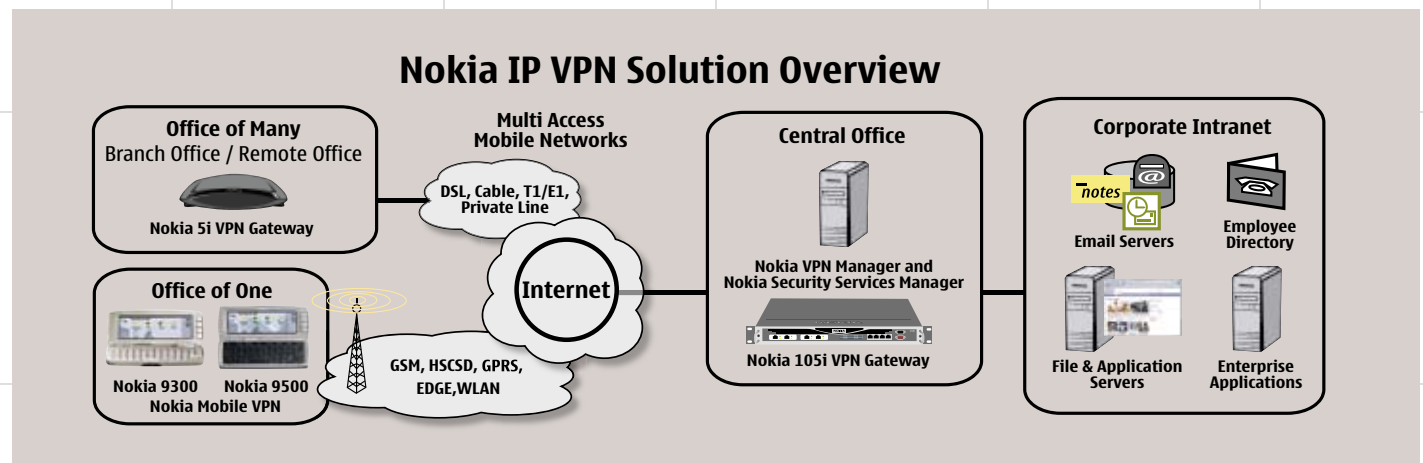 Nokia IP VPN Solution Overview
Office of Many
Branch Office / Remote Office
Nokia 5i VPN Gateway
Office of One
Nokia 9300
Nokia 9500
Nokia Mobile VPN
Multi Access
Mobile Networks
DSL, Cable, T1/E1,
Private Line
Internet
GSM, HSCSD, GPRS,
EDGE,WLAN
Central Office
Nokia VPN Manager and
Nokia Security Services Manager
Nokia 105i VPN Gateway
Corporate Intranet
@
notes
Email Servers
Employee
Directory
File & Application
Servers
Enterprise
Applications